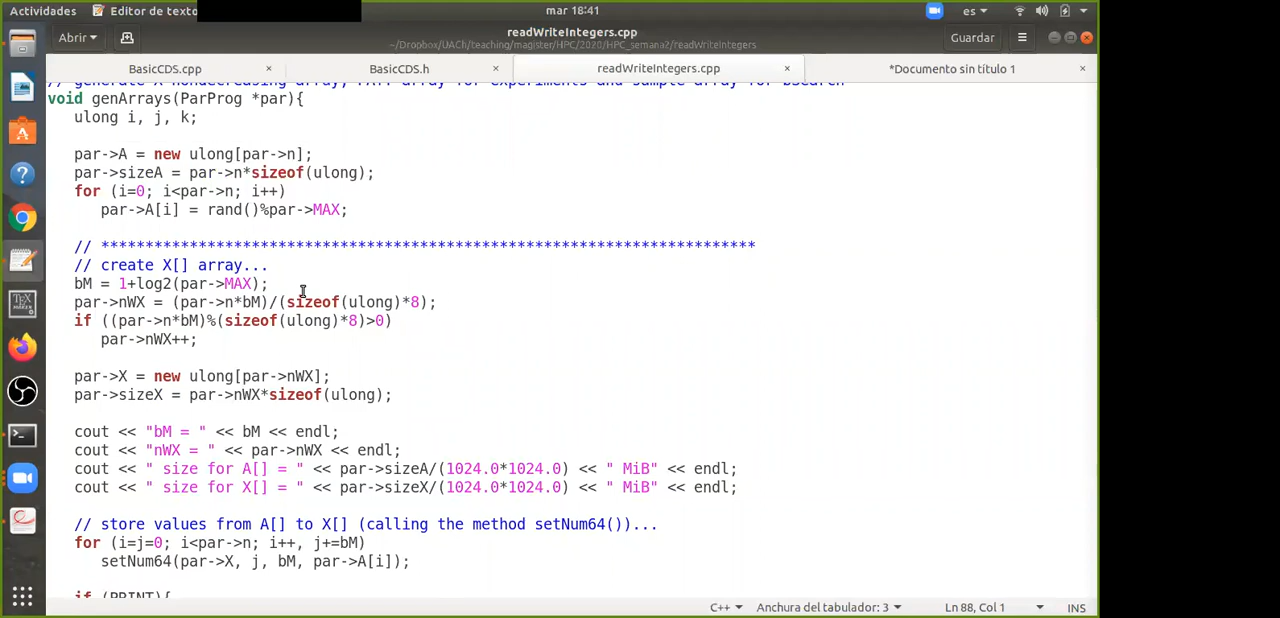 Actividades Editor de texto mar 18:41 es
Abrir readWriteIntegers.cpp Guardar
~/Dropbox/UACh/teaching/magister/HPC/2020/HPC_semana2/readWriteIntegers
BasicCDS.cpp × BasicCDS.h × readWriteIntegers.cpp × *Documento sin título 1 ×
void genArrays(ParProg *par){
ulong i, j, k;
par->A = new ulong[par->n];
par->sizeA = par->n*sizeof(ulong);
for (i=0; i<par->n; i++)
par->A[i] = rand()%par->MAX;
// **************************************************************************
// create X[] array...
bM = 1+log2(par->MAX);
par->nWX = (par->n*bM)/(sizeof(ulong)*8);
if ((par->n*bM)%(sizeof(ulong)*8)>0)
par->nWX++;
par->X = new ulong[par->nWX];
par->sizeX = par->nWX*sizeof(ulong);
cout << "bM = " << bM << endl;
cout << "nWX = " << par->nWX << endl;
cout << " size for A[] = " << par->sizeA/(1024.0*1024.0) << " MiB" << endl;
cout << " size for X[] = " << par->sizeX/(1024.0*1024.0) << " MiB" << endl;
// store values from A[] to X[] (calling the method setNum64())...
for (i=j=0; i<par->n; i++, j+=bM)
setNum64(par->X, j, bM, par->A[i]);
if (PRINT){
C++ Anchura del tabulador: 3 Ln 88, Col 1 INS